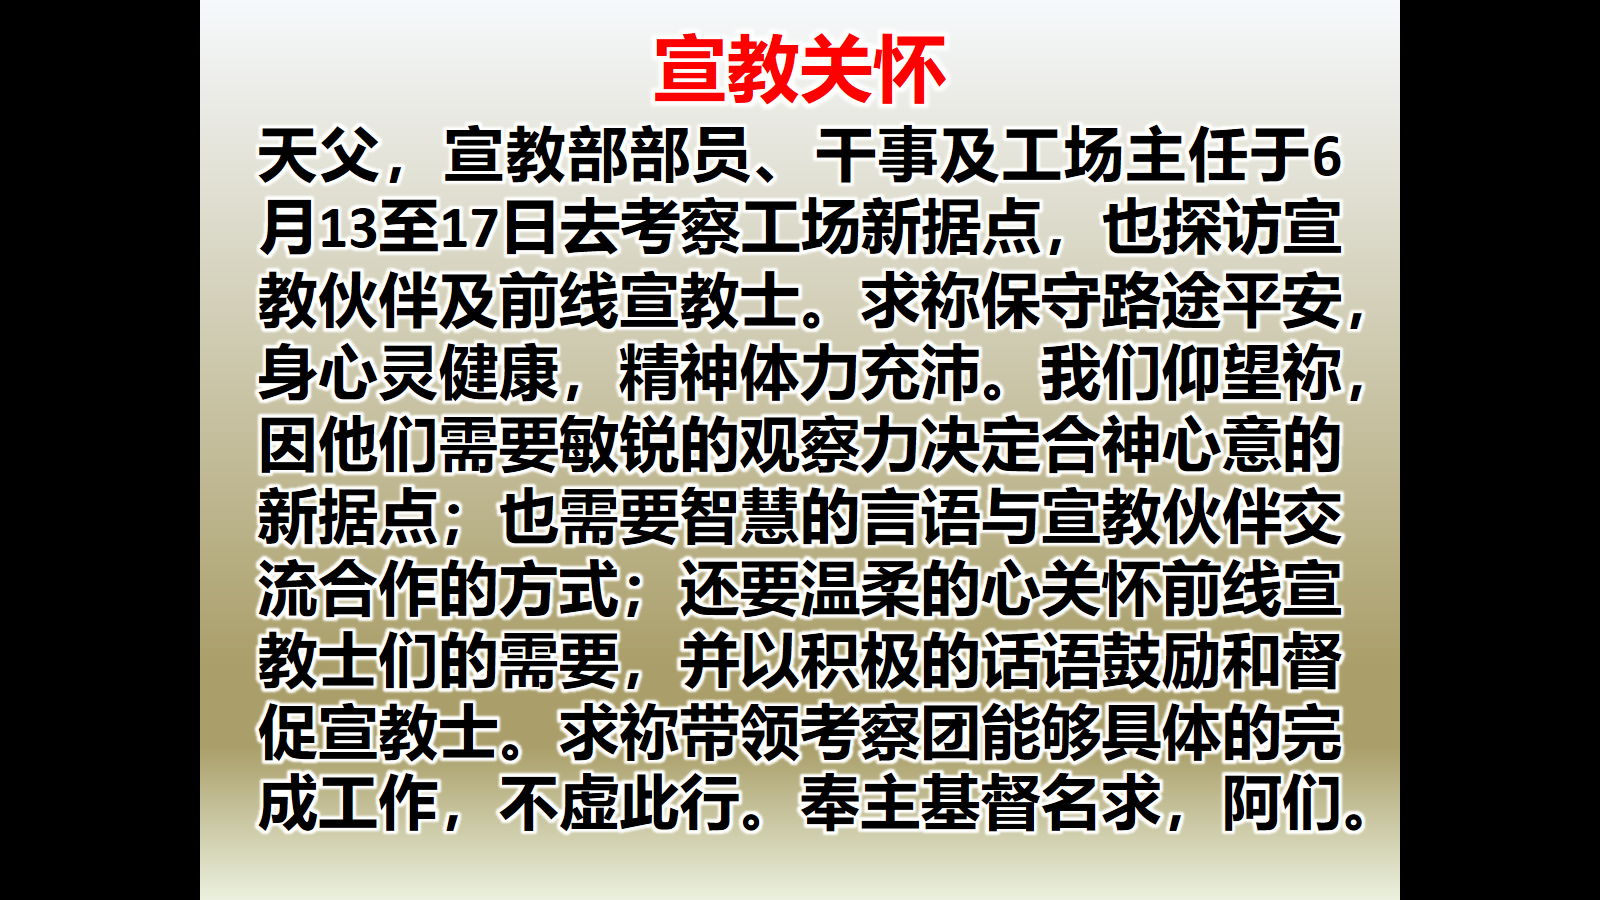 宣教关怀
天父，宣教部部员、干事及工场主任于6
月13至17日去考察工场新据点，也探访宣
教伙伴及前线宣教士。求祢保守路途平安，
身心灵健康，精神体力充沛。我们仰望祢，
因他们需要敏锐的观察力决定合神心意的
新据点；也需要智慧的言语与宣教伙伴交
流合作的方式；还要温柔的心关怀前线宣
教士们的需要，并以积极的话语鼓励和督
促宣教士。求祢带领考察团能够具体的完
成工作，不虚此行。奉主基督名求，阿们。